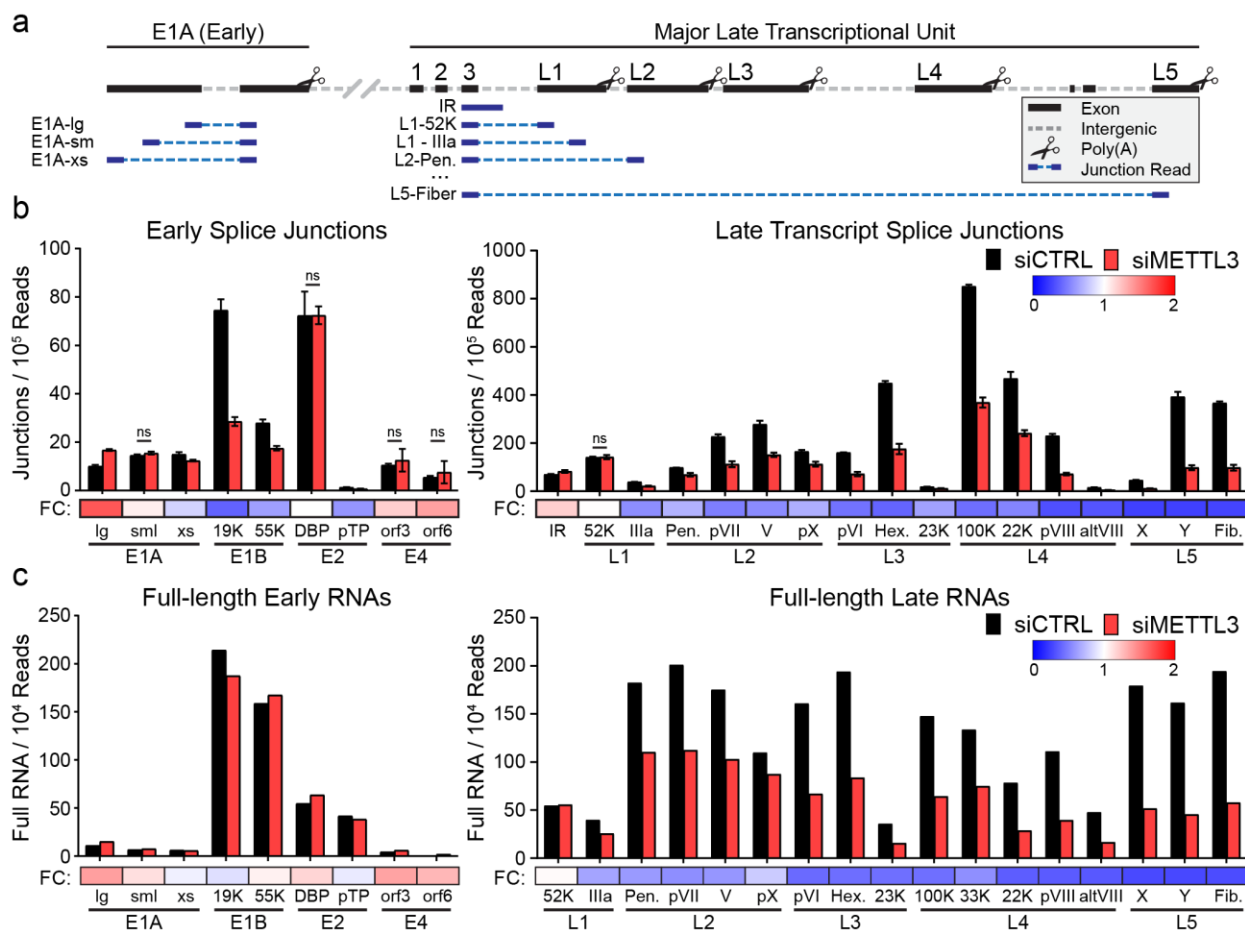 a
E1A (Early)
Major Late Transcriptional Unit
1 2 3 L1 L2 L3 L4 L5
IR
E1A-lg
L1-52K
E1A-sm
L1 - IIIa
E1A-xs
L2-Pen.
...
L5-Fiber
Exon
Intergenic
Poly(A)
Junction Read
b
Early Splice Junctions
Junctions / 10⁵ Reads
100
80
60
40
20
0
ns
ns
ns
ns
FC:
lg sml xs 19K 55K DBP pTP orf3 orf6
E1A E1B E2 E4
Late Transcript Splice Junctions
siCTRL siMETTL3
0 1 2
Junctions / 10⁵ Reads
1000
800
600
400
200
0
ns
FC:
IR 52K IIIa Pen. pVII V pX pVI Hex. 23K 100K 22K pVIII altVIII X Y Fib.
L1 L2 L3 L4 L5
c
Full-length Early RNAs
Full RNA / 10⁴ Reads
250
200
150
100
50
0
FC:
lg sml xs 19K 55K DBP pTP orf3 orf6
E1A E1B E2 E4
Full-length Late RNAs
siCTRL siMETTL3
0 1 2
Full RNA / 10⁴ Reads
250
200
150
100
50
0
FC:
52K IIIa Pen. pVII V pX pVI Hex. 23K 100K 33K 22K pVIII altVIII X Y Fib.
L1 L2 L3 L4 L5